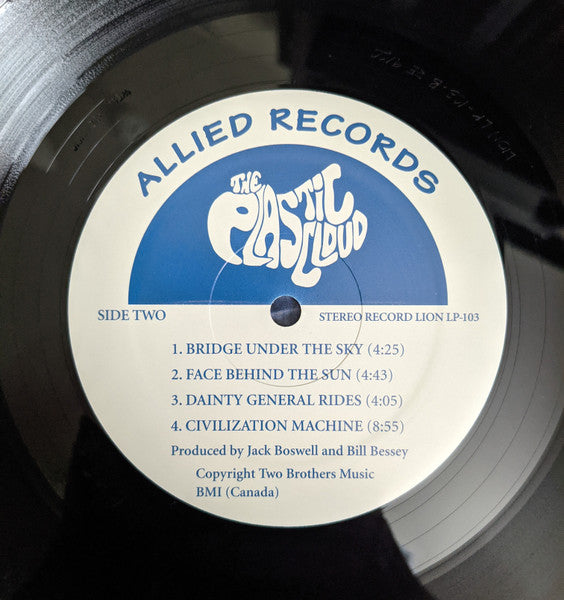 ALLIED RECORDS
THE
PLASTIC
CLOUD
SIDE TWO
STEREO RECORD LION LP-103
1. BRIDGE UNDER THE SKY (4:25)
2. FACE BEHIND THE SUN (4:43)
3. DAINTY GENERAL RIDES (4:05)
4. CIVILIZATION MACHINE (8:55)
Produced by Jack Boswell and Bill Bessey
Copyright Two Brothers Music
BMI (Canada)